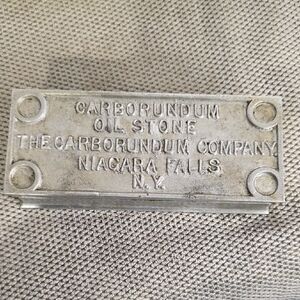 CARBORUNDUM
OIL STONE
THE CARBORUNDUM COMPANY
NIAGARA FALLS
N.Y.